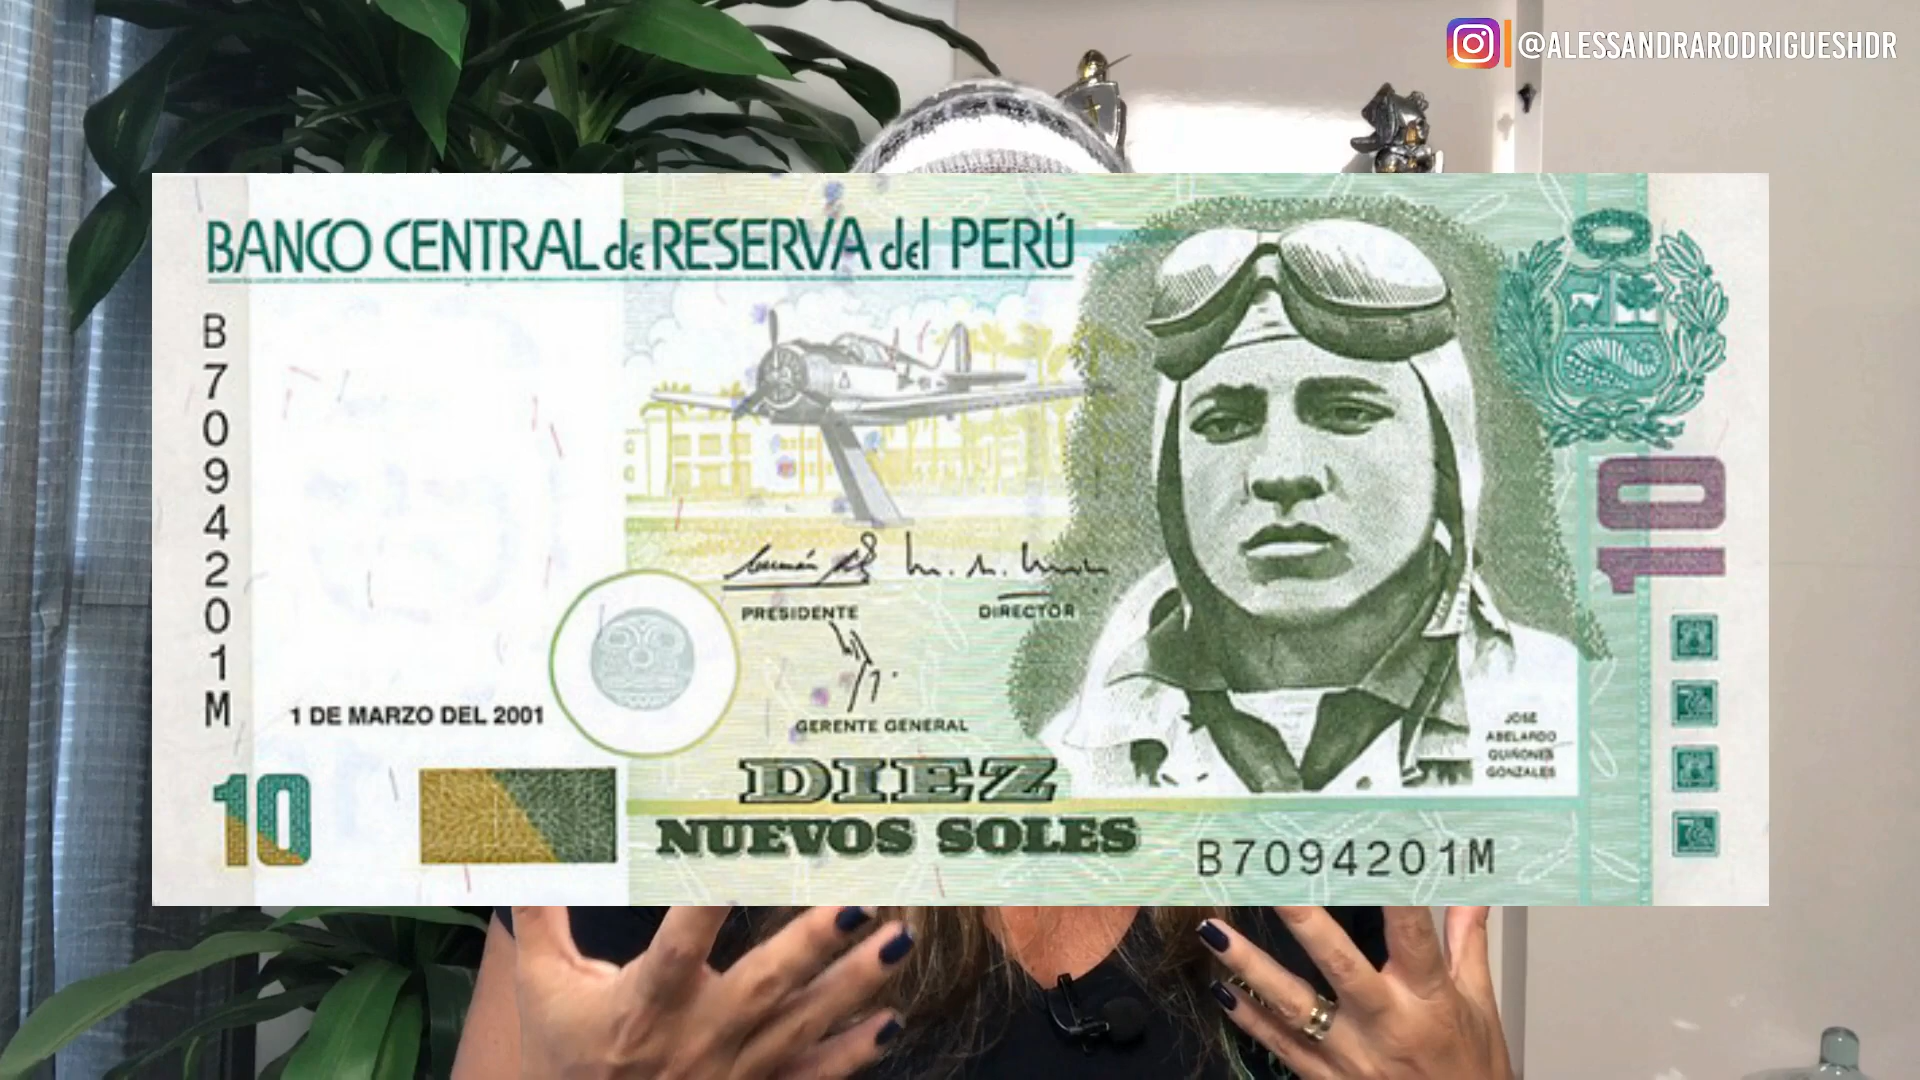 @ALESSANDRARODRIGUESHDR
BANCO CENTRAL de RESERVA del PERÚ
B7094201M
10
10
PRESIDENTE
DIRECTOR
GERENTE GENERAL
1 DE MARZO DEL 2001
JOSE
ABELARDO
QUIÑONES
GONZALES
10
DIEZ
NUEVOS SOLES
B7094201M